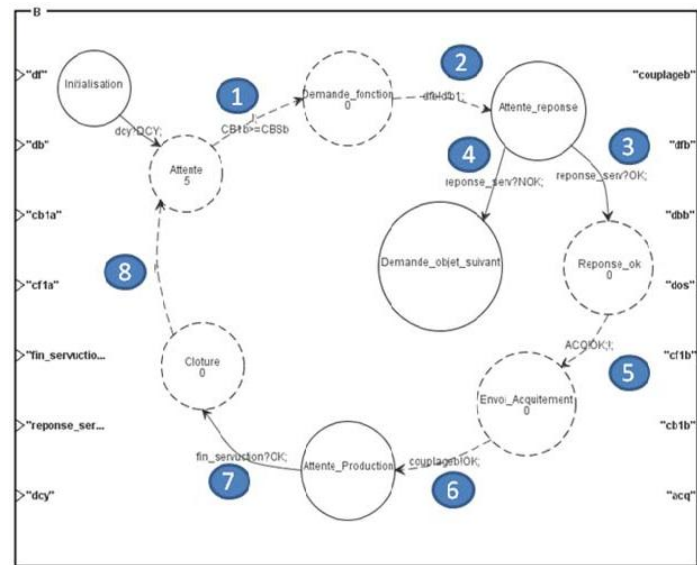 B
"df"
"db"
"cb1a"
"cf1a"
"fin_servuctio...
"reponse_ser...
"dcy"
Initialisation
dcy?DCY;
Attente
5
1
CB1b>=CBSb
Demande_fonction
0
2
Attente_reponse
4
reponse_serv?NOK;
3
reponse_serv?OK;
Demande_objet_suivant
Reponse_ok
0
ACQ!OK;!;
5
Envoi_Acquitement
0
couplageb!OK;
6
Attente_Production
fin_servuction?OK;
7
Cloture
0
8
"couplageb"
"dfb"
"dbb"
"dos"
"cf1b"
"cb1b"
"acq"